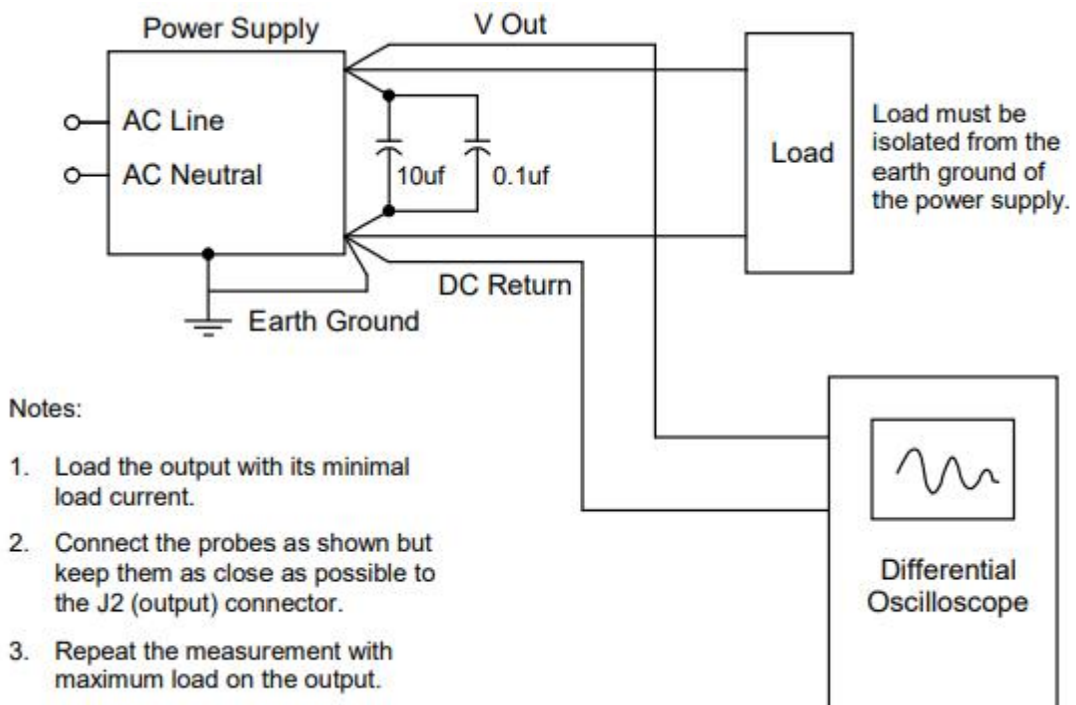 Power Supply
V Out
AC Line
AC Neutral
10uf
0.1uf
Load
Load must be
isolated from the
earth ground of
the power supply.
DC Return
Earth Ground
Notes:
1. Load the output with its minimal
load current.
2. Connect the probes as shown but
keep them as close as possible to
the J2 (output) connector.
3. Repeat the measurement with
maximum load on the output.
Differential
Oscilloscope